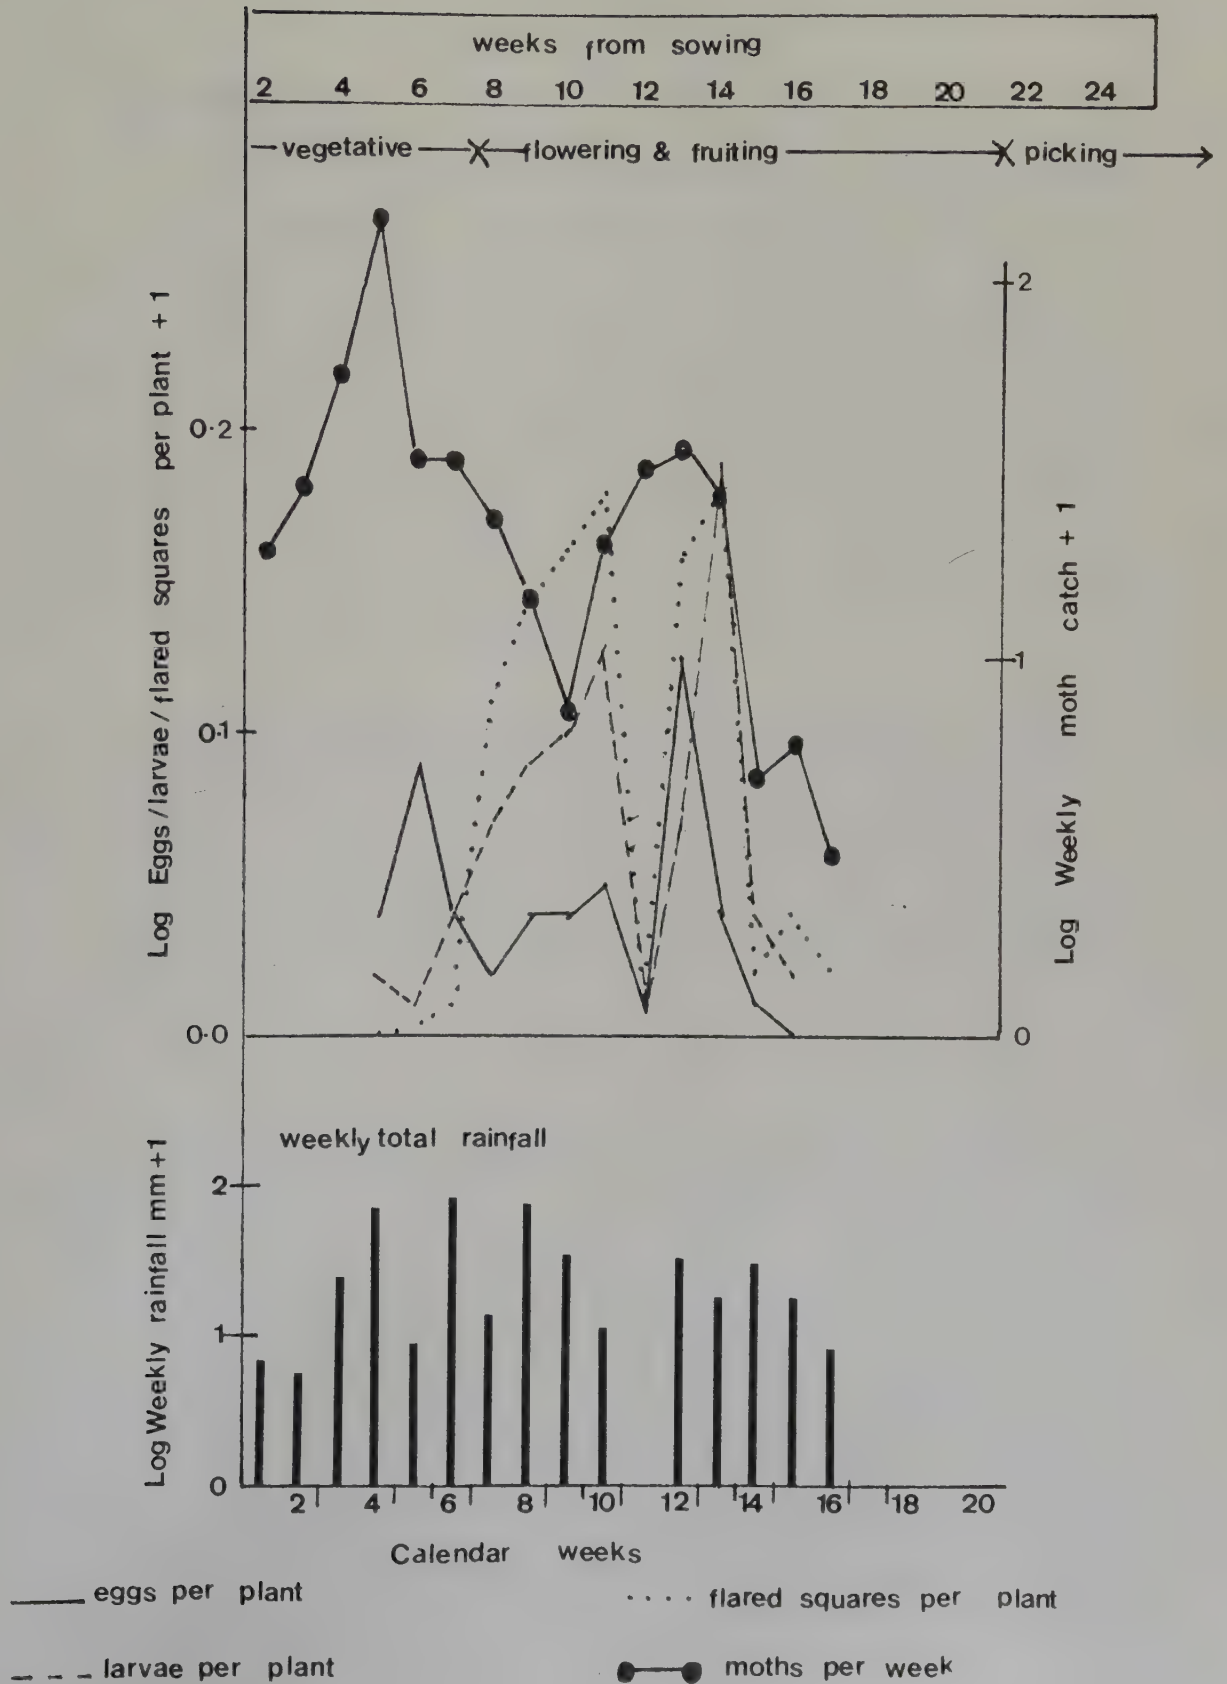 weeks from sowing
2 4 6 8 10 12 14 16 18 20 22 24
vegetative flowering & fruiting picking
Log Eggs/larvae/flared squares per plant + 1
0·2
0·1
0·0
2
1
0
Log Weekly moth catch + 1
weekly total rainfall
Log Weekly rainfall mm+1
2
1
0
2 4 6 8 10 12 14 16 18 20
Calendar weeks
eggs per plant
flared squares per plant
larvae per plant
moths per week